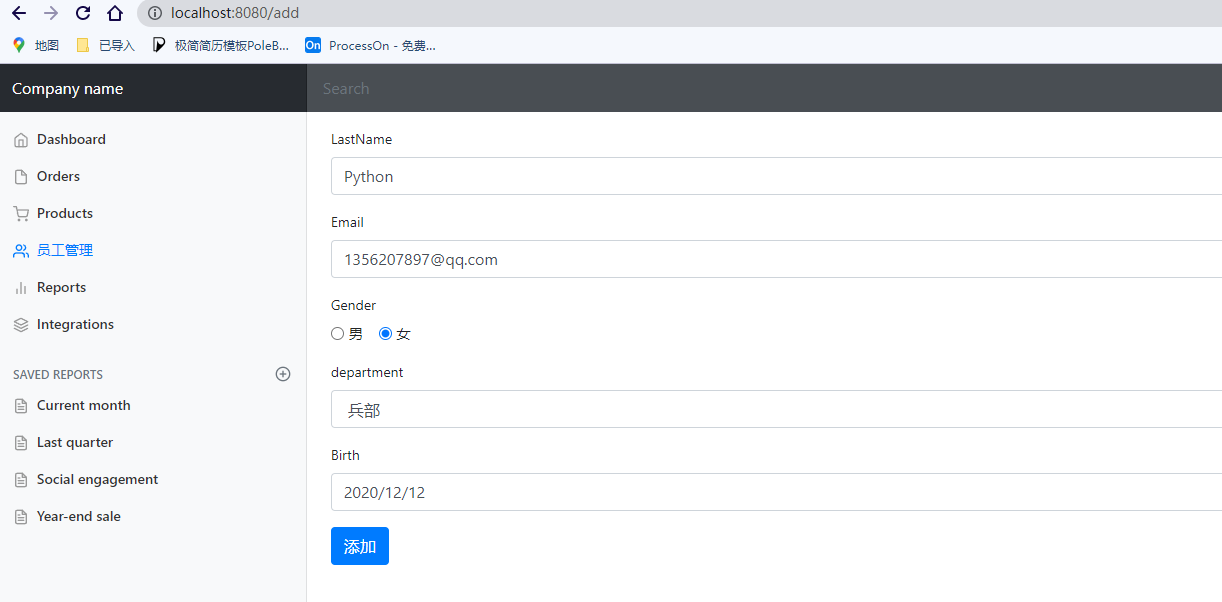 localhost:8080/add
地图 已导入 极简简历模板PoleB... On ProcessOn - 免费...
Company name Search
Dashboard
Orders
Products
员工管理
Reports
Integrations
SAVED REPORTS
Current month
Last quarter
Social engagement
Year-end sale
LastName
Python
Email
1356207897@qq.com
Gender
男 女
department
兵部
Birth
2020/12/12
添加